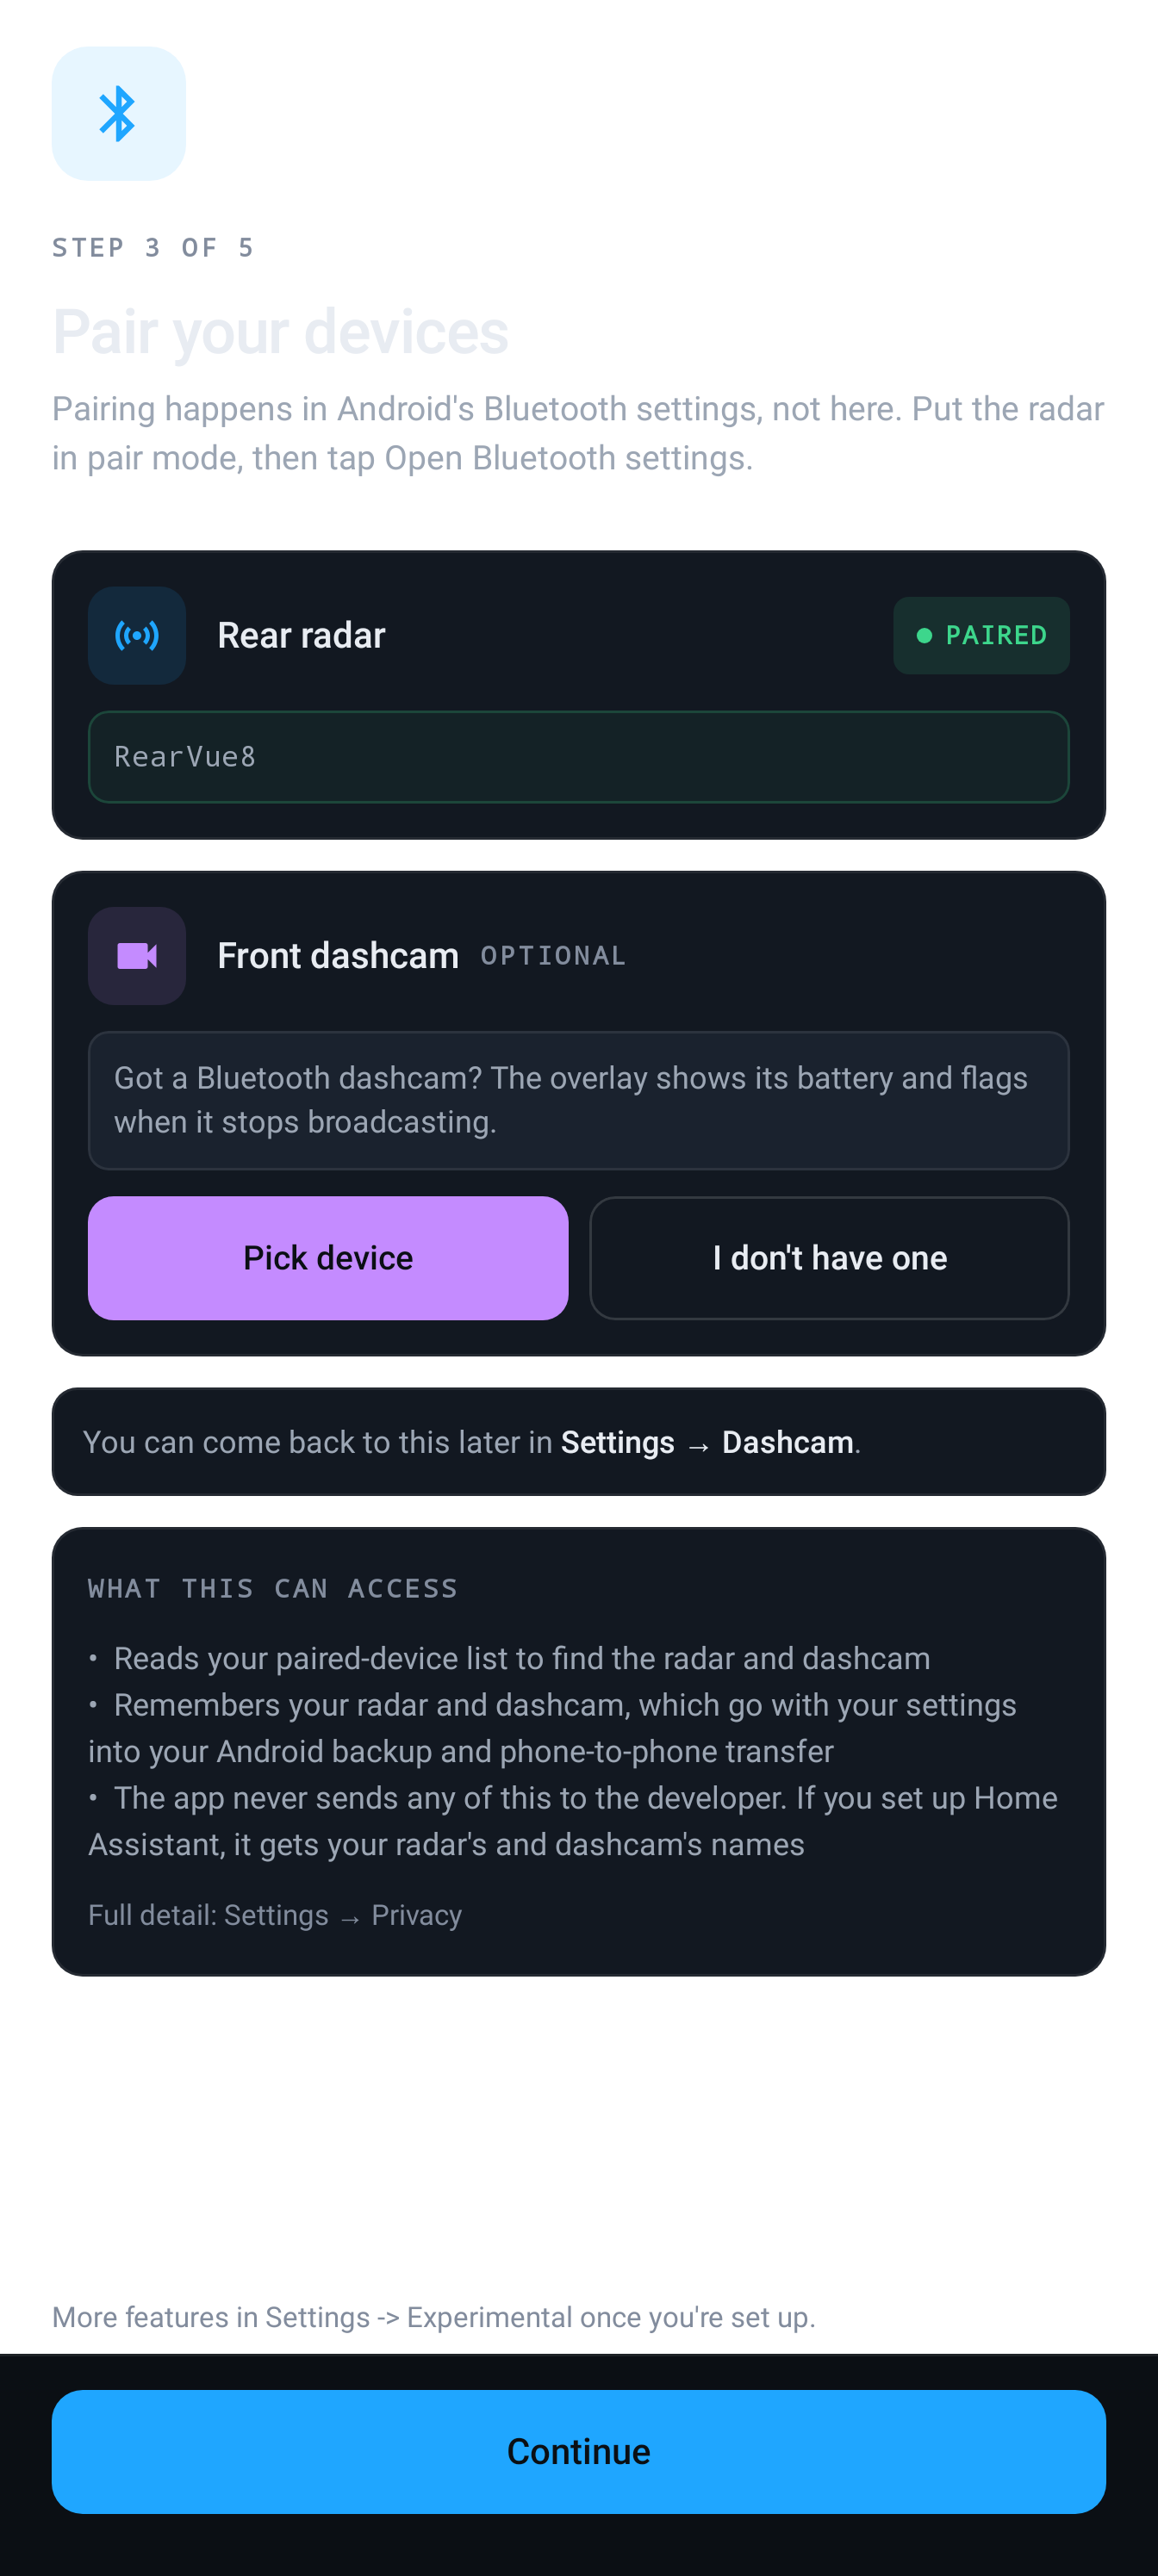 STEP 3 OF 5
Pair your devices
Pairing happens in Android's Bluetooth settings, not here. Put the radar
in pair mode, then tap Open Bluetooth settings.
Rear radar
PAIRED
RearVue8
Front dashcam OPTIONAL
Got a Bluetooth dashcam? The overlay shows its battery and flags
when it stops broadcasting.
Pick device
I don't have one
You can come back to this later in Settings → Dashcam.
WHAT THIS CAN ACCESS
• Reads your paired-device list to find the radar and dashcam
• Remembers your radar and dashcam, which go with your settings
into your Android backup and phone-to-phone transfer
• The app never sends any of this to the developer. If you set up Home
Assistant, it gets your radar's and dashcam's names
Full detail: Settings → Privacy
More features in Settings -> Experimental once you're set up.
Continue